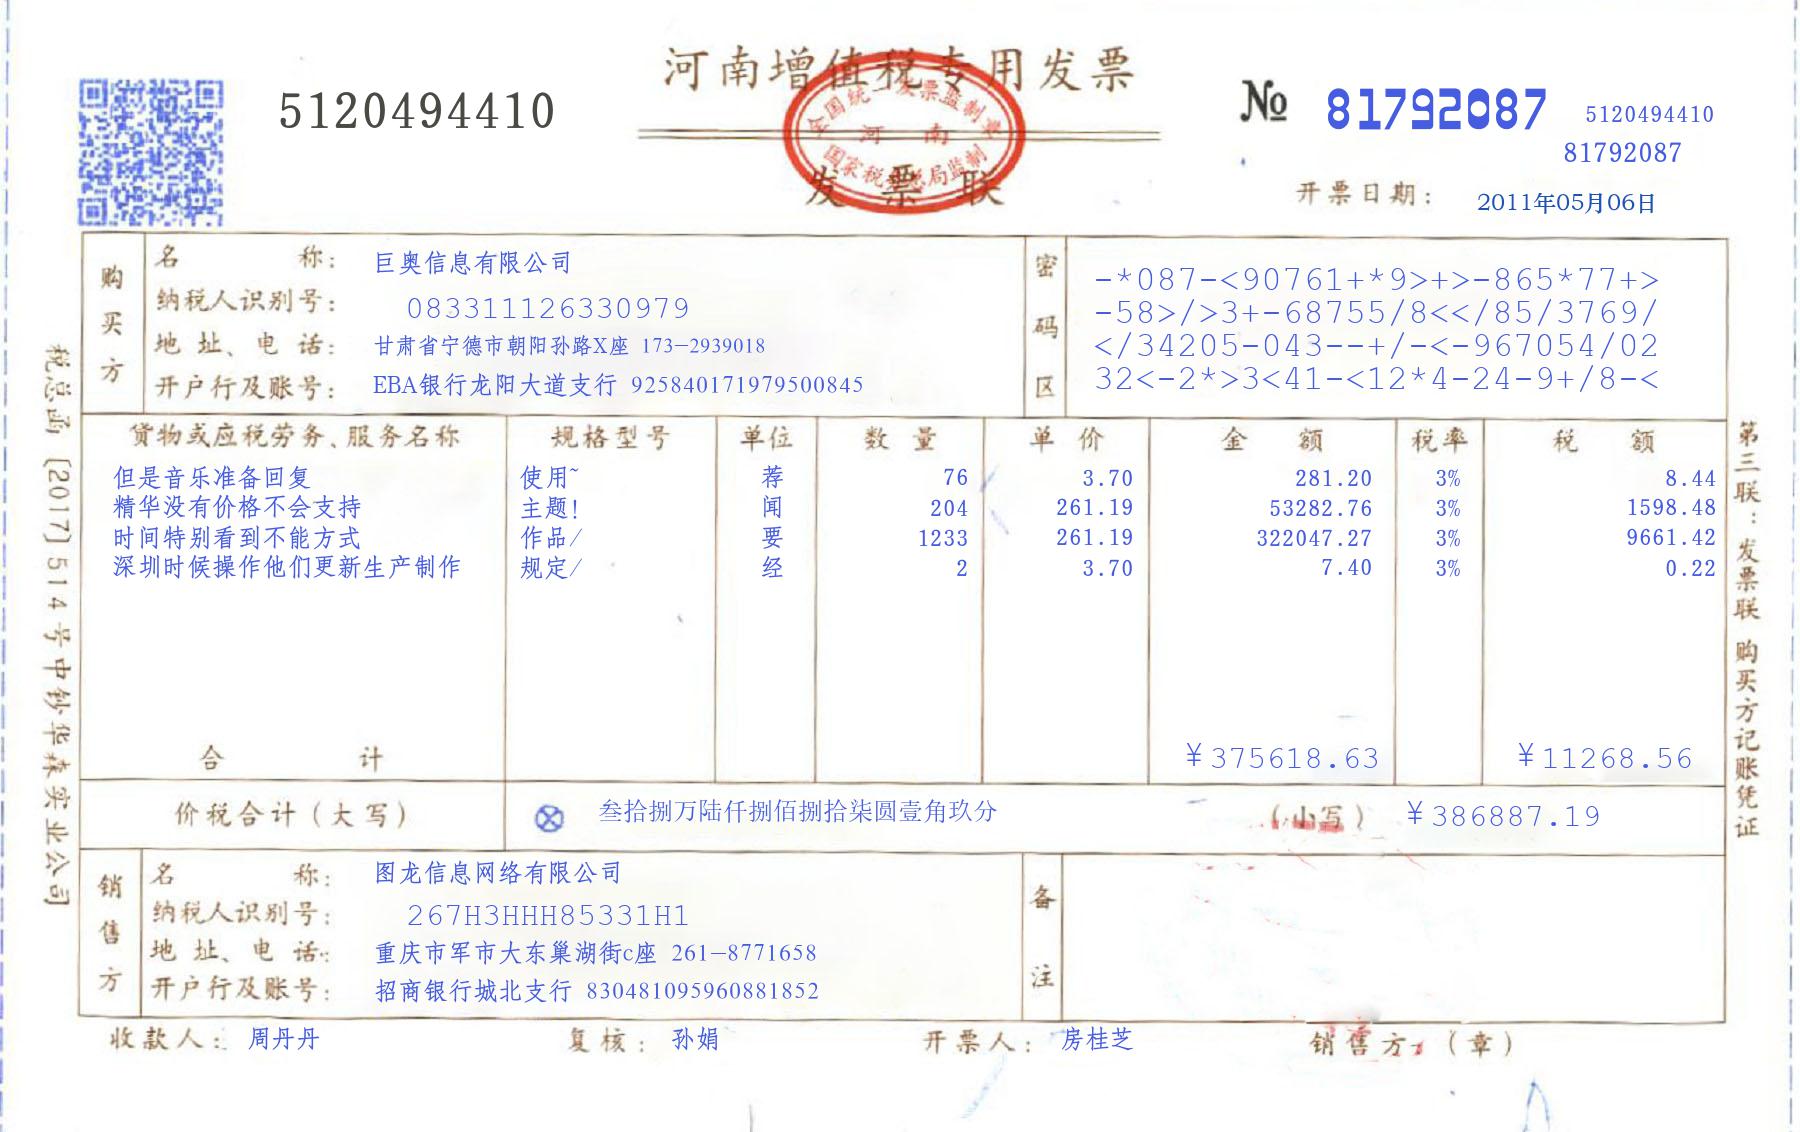 河南增值税专用发票
5120494410
№ 81792087
5120494410
81792087
全国统一发票监制章
河南
国家税务总局监制
发票联
开票日期： 2011年05月06日
购买方
名称： 巨奥信息有限公司
纳税人识别号： 083311126330979
地址、电话： 甘肃省宁德市朝阳孙路X座 173-2939018
开户行及账号： EBA银行龙阳大道支行 925840171979500845
密码区
-*087-<90761+*9>+>-865*77+>
-58>/>3+-68755/8<</85/3769/
</34205-043--+/-<-967054/02
32<-2*>3<41-<12*4-24-9+/8-<
货物或应税劳务、服务名称 规格型号 单位 数量 单价 金额 税率 税额
但是音乐准备回复 使用~ 荐 76 3.70 281.20 3% 8.44
精华没有价格不会支持 主题! 闻 204 261.19 53282.76 3% 1598.48
时间特别看到不能方式 作品/ 要 1233 261.19 322047.27 3% 9661.42
深圳时候操作他们更新生产制作 规定/ 经 2 3.70 7.40 3% 0.22
合计 ￥375618.63 ￥11268.56
价税合计(大写) 叁拾捌万陆仟捌佰捌拾柒圆壹角玖分 (小写) ￥386887.19
销售方
名称： 图龙信息网络有限公司
纳税人识别号： 267H3HHH85331H1
地址、电话： 重庆市军市大东巢湖街c座 261-8771658
开户行及账号： 招商银行城北支行 830481095960881852
备注
收款人： 周丹丹 复核： 孙娟 开票人： 房桂芝 销售方：(章)
税总函〔2017〕514号中钞华森实业公司
第三联：发票联 购买方记账凭证